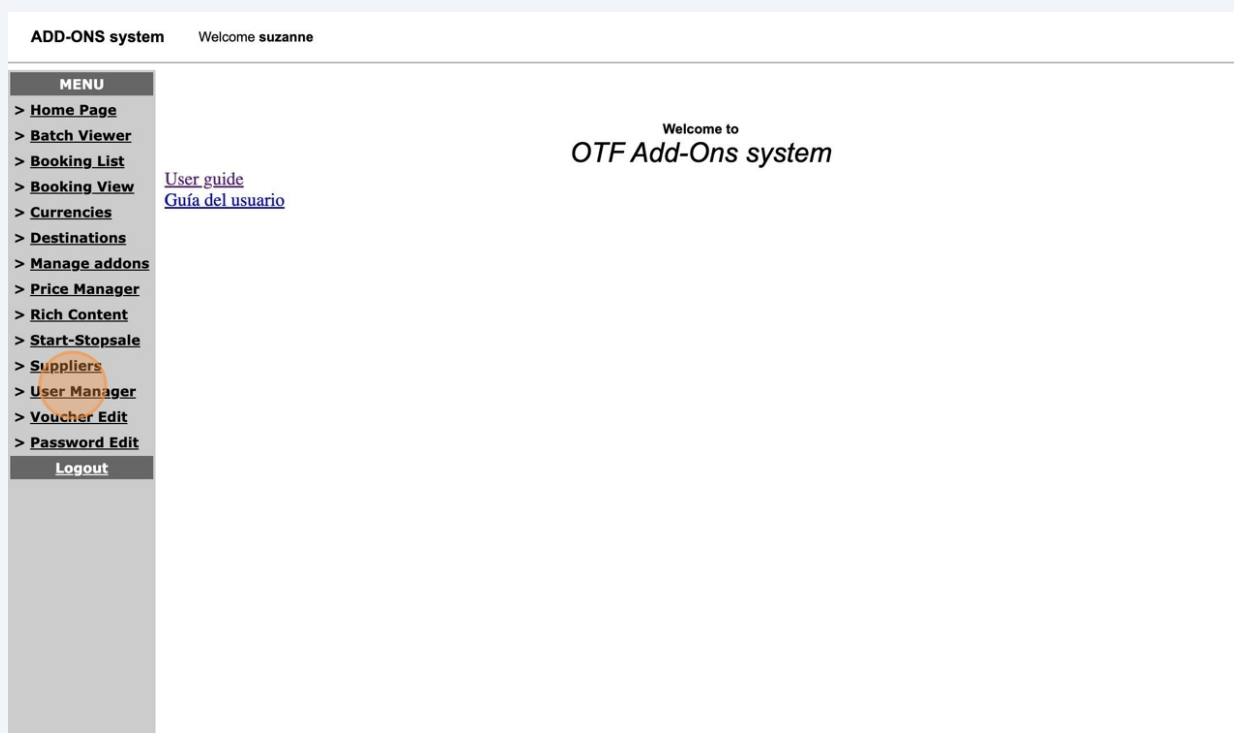 ADD-ONS system Welcome suzanne
MENU
> Home Page
> Batch Viewer
> Booking List
> Booking View
> Currencies
> Destinations
> Manage addons
> Price Manager
> Rich Content
> Start-Stopsale
> Suppliers
> User Manager
> Voucher Edit
> Password Edit
Logout
Welcome to
OTF Add-Ons system
User guide
Guía del usuario